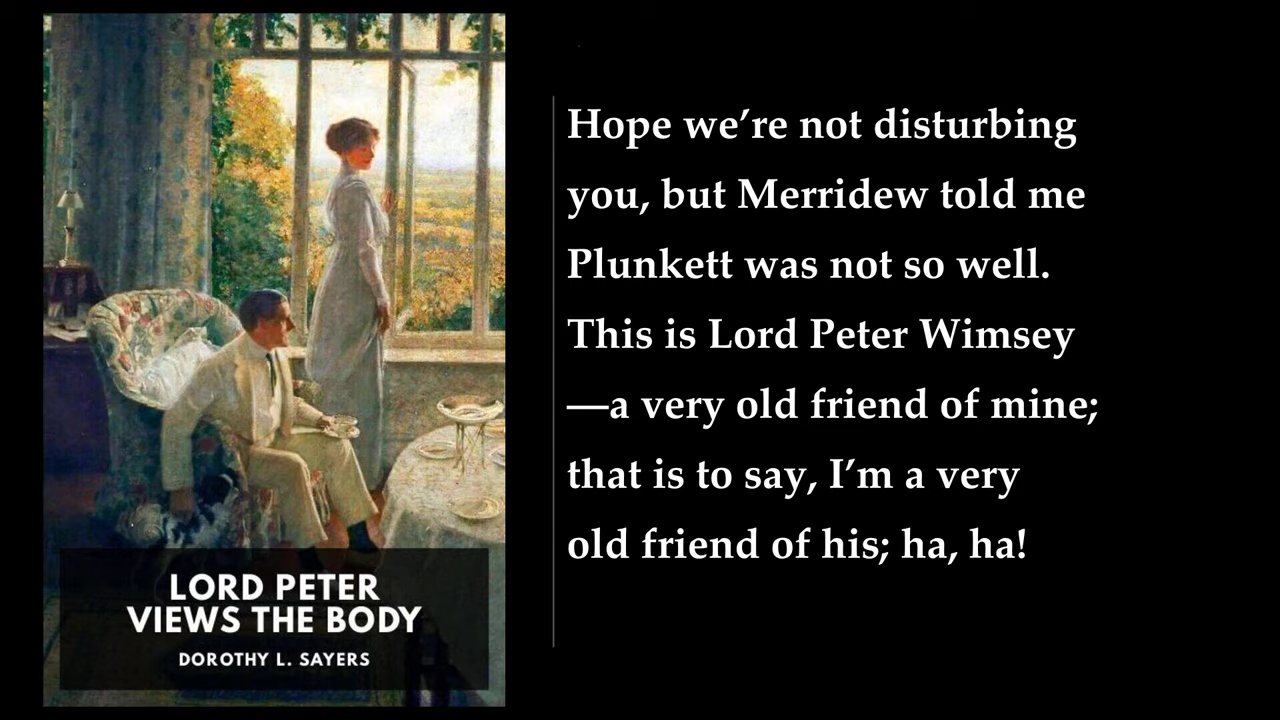 Hope we’re not disturbing
you, but Merridew told me
Plunkett was not so well.
This is Lord Peter Wimsey
—a very old friend of mine;
that is to say, I’m a very
old friend of his; ha, ha!
LORD PETER
VIEWS THE BODY
DOROTHY L. SAYERS